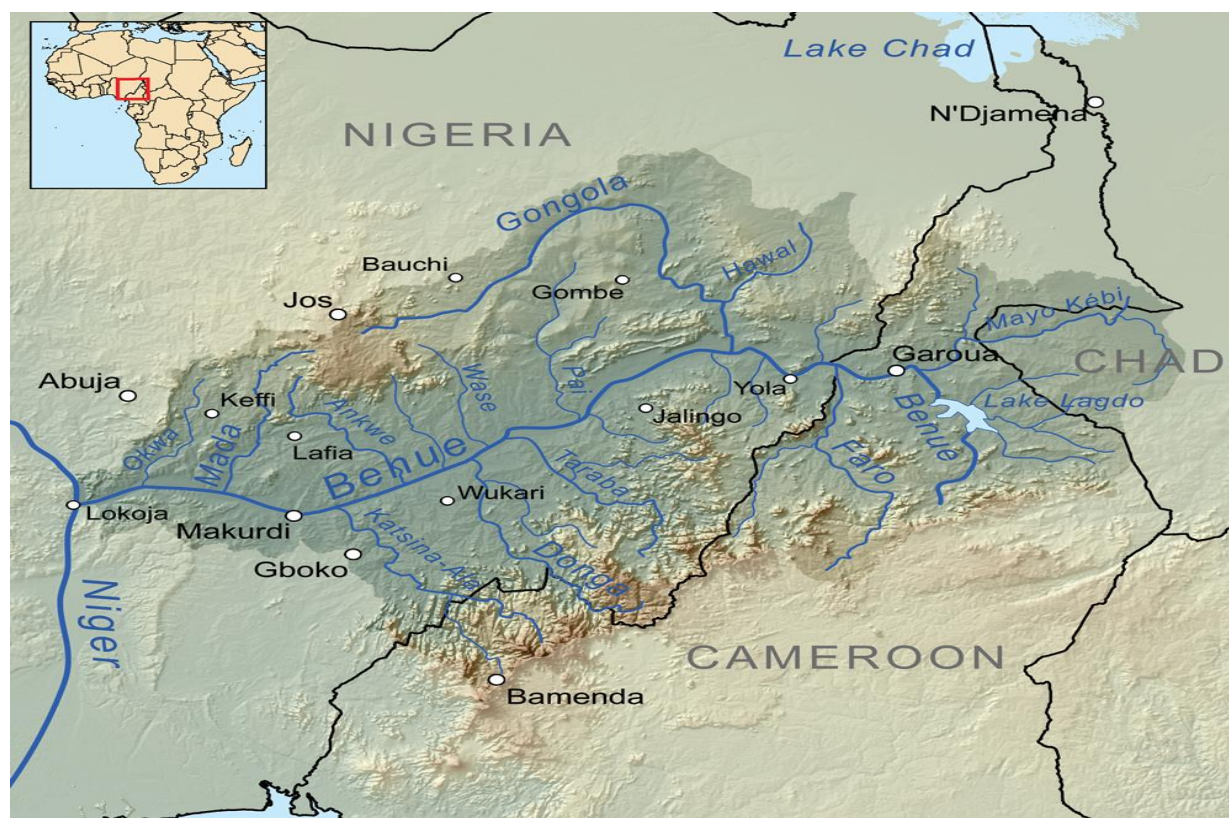 Lake Chad
N'Djamena
NIGERIA
Gongola
Hawal
Bauchi
Gombe
Jos
Mayo Kébi
Garoua
CHAD
Abuja
Keffi
Wase
Pai
Yola
Jalingo
Benue
Lake Lagdo
Okwa
Mada
Ankwe
Lafia
Benue
Taraba
Faro
Lokoja
Makurdi
Wukari
Katsina-Ala
Donga
Gboko
Niger
CAMEROON
Bamenda